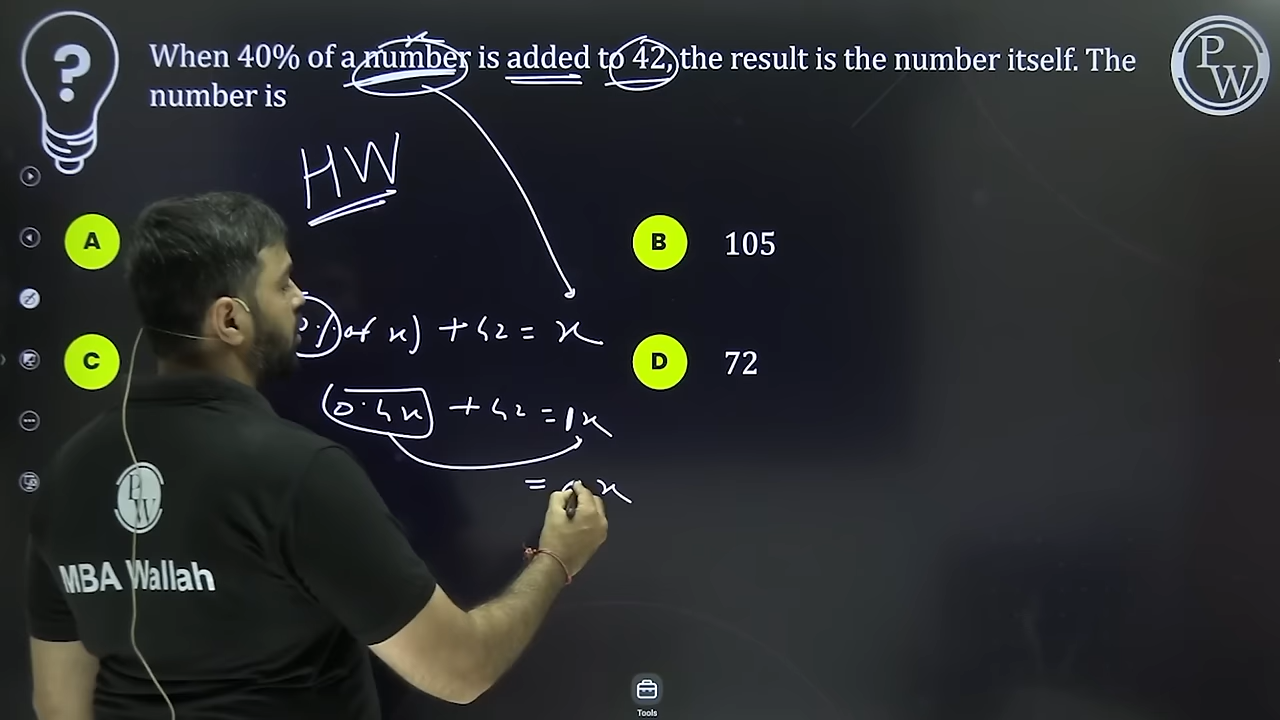 When 40% of a number is added to 42, the result is the number itself. The
number is
P
W
HW
A
B 105
of x) + 42 = x
C
D 72
0.4x + 42 = 1x
= x
P
W
MBA Wallah
Tools